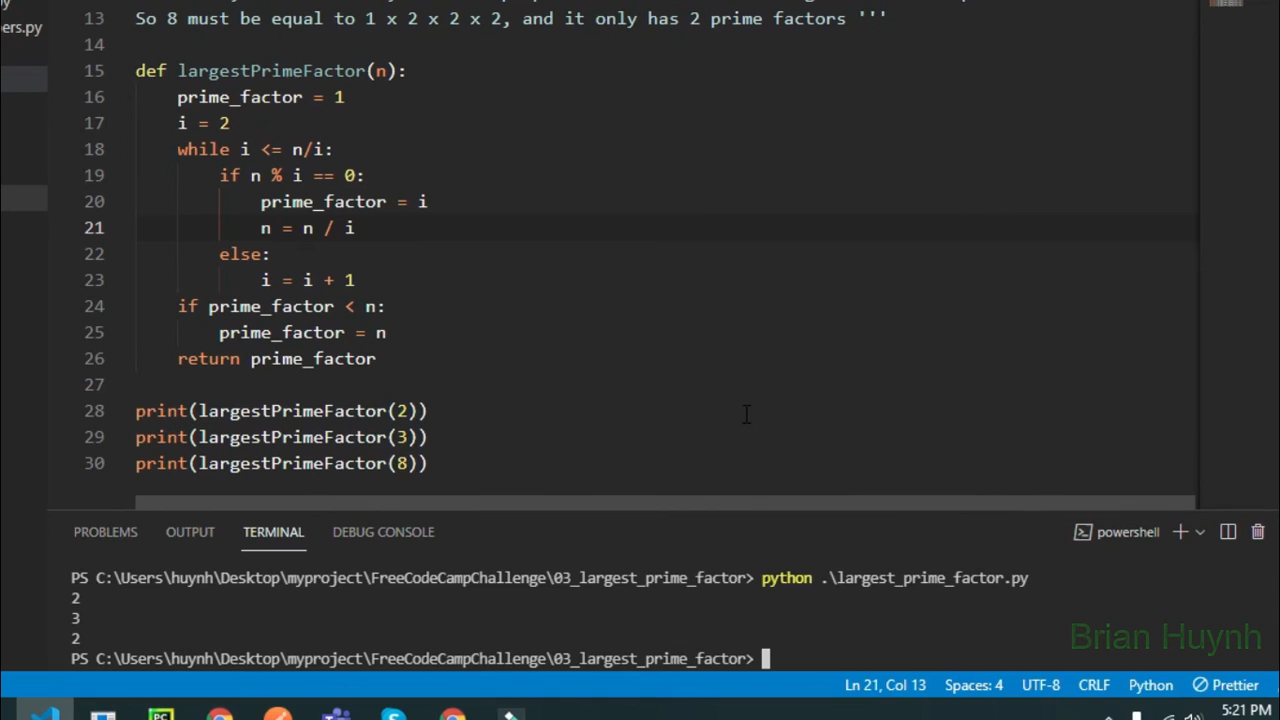 ers.py
13 So 8 must be equal to 1 x 2 x 2 x 2, and it only has 2 prime factors '''
14
15 def largestPrimeFactor(n):
16 prime_factor = 1
17 i = 2
18 while i <= n/i:
19 if n % i == 0:
20 prime_factor = i
21 n = n / i
22 else:
23 i = i + 1
24 if prime_factor < n:
25 prime_factor = n
26 return prime_factor
27
28 print(largestPrimeFactor(2))
29 print(largestPrimeFactor(3))
30 print(largestPrimeFactor(8))
PROBLEMS OUTPUT TERMINAL DEBUG CONSOLE powershell
PS C:\Users\huynh\Desktop\myproject\FreeCodeCampChallenge\03_largest_prime_factor> python .\largest_prime_factor.py
2
3
2
PS C:\Users\huynh\Desktop\myproject\FreeCodeCampChallenge\03_largest_prime_factor>
Brian Huynh
Ln 21, Col 13 Spaces: 4 UTF-8 CRLF Python Prettier
PC
5:21 PM